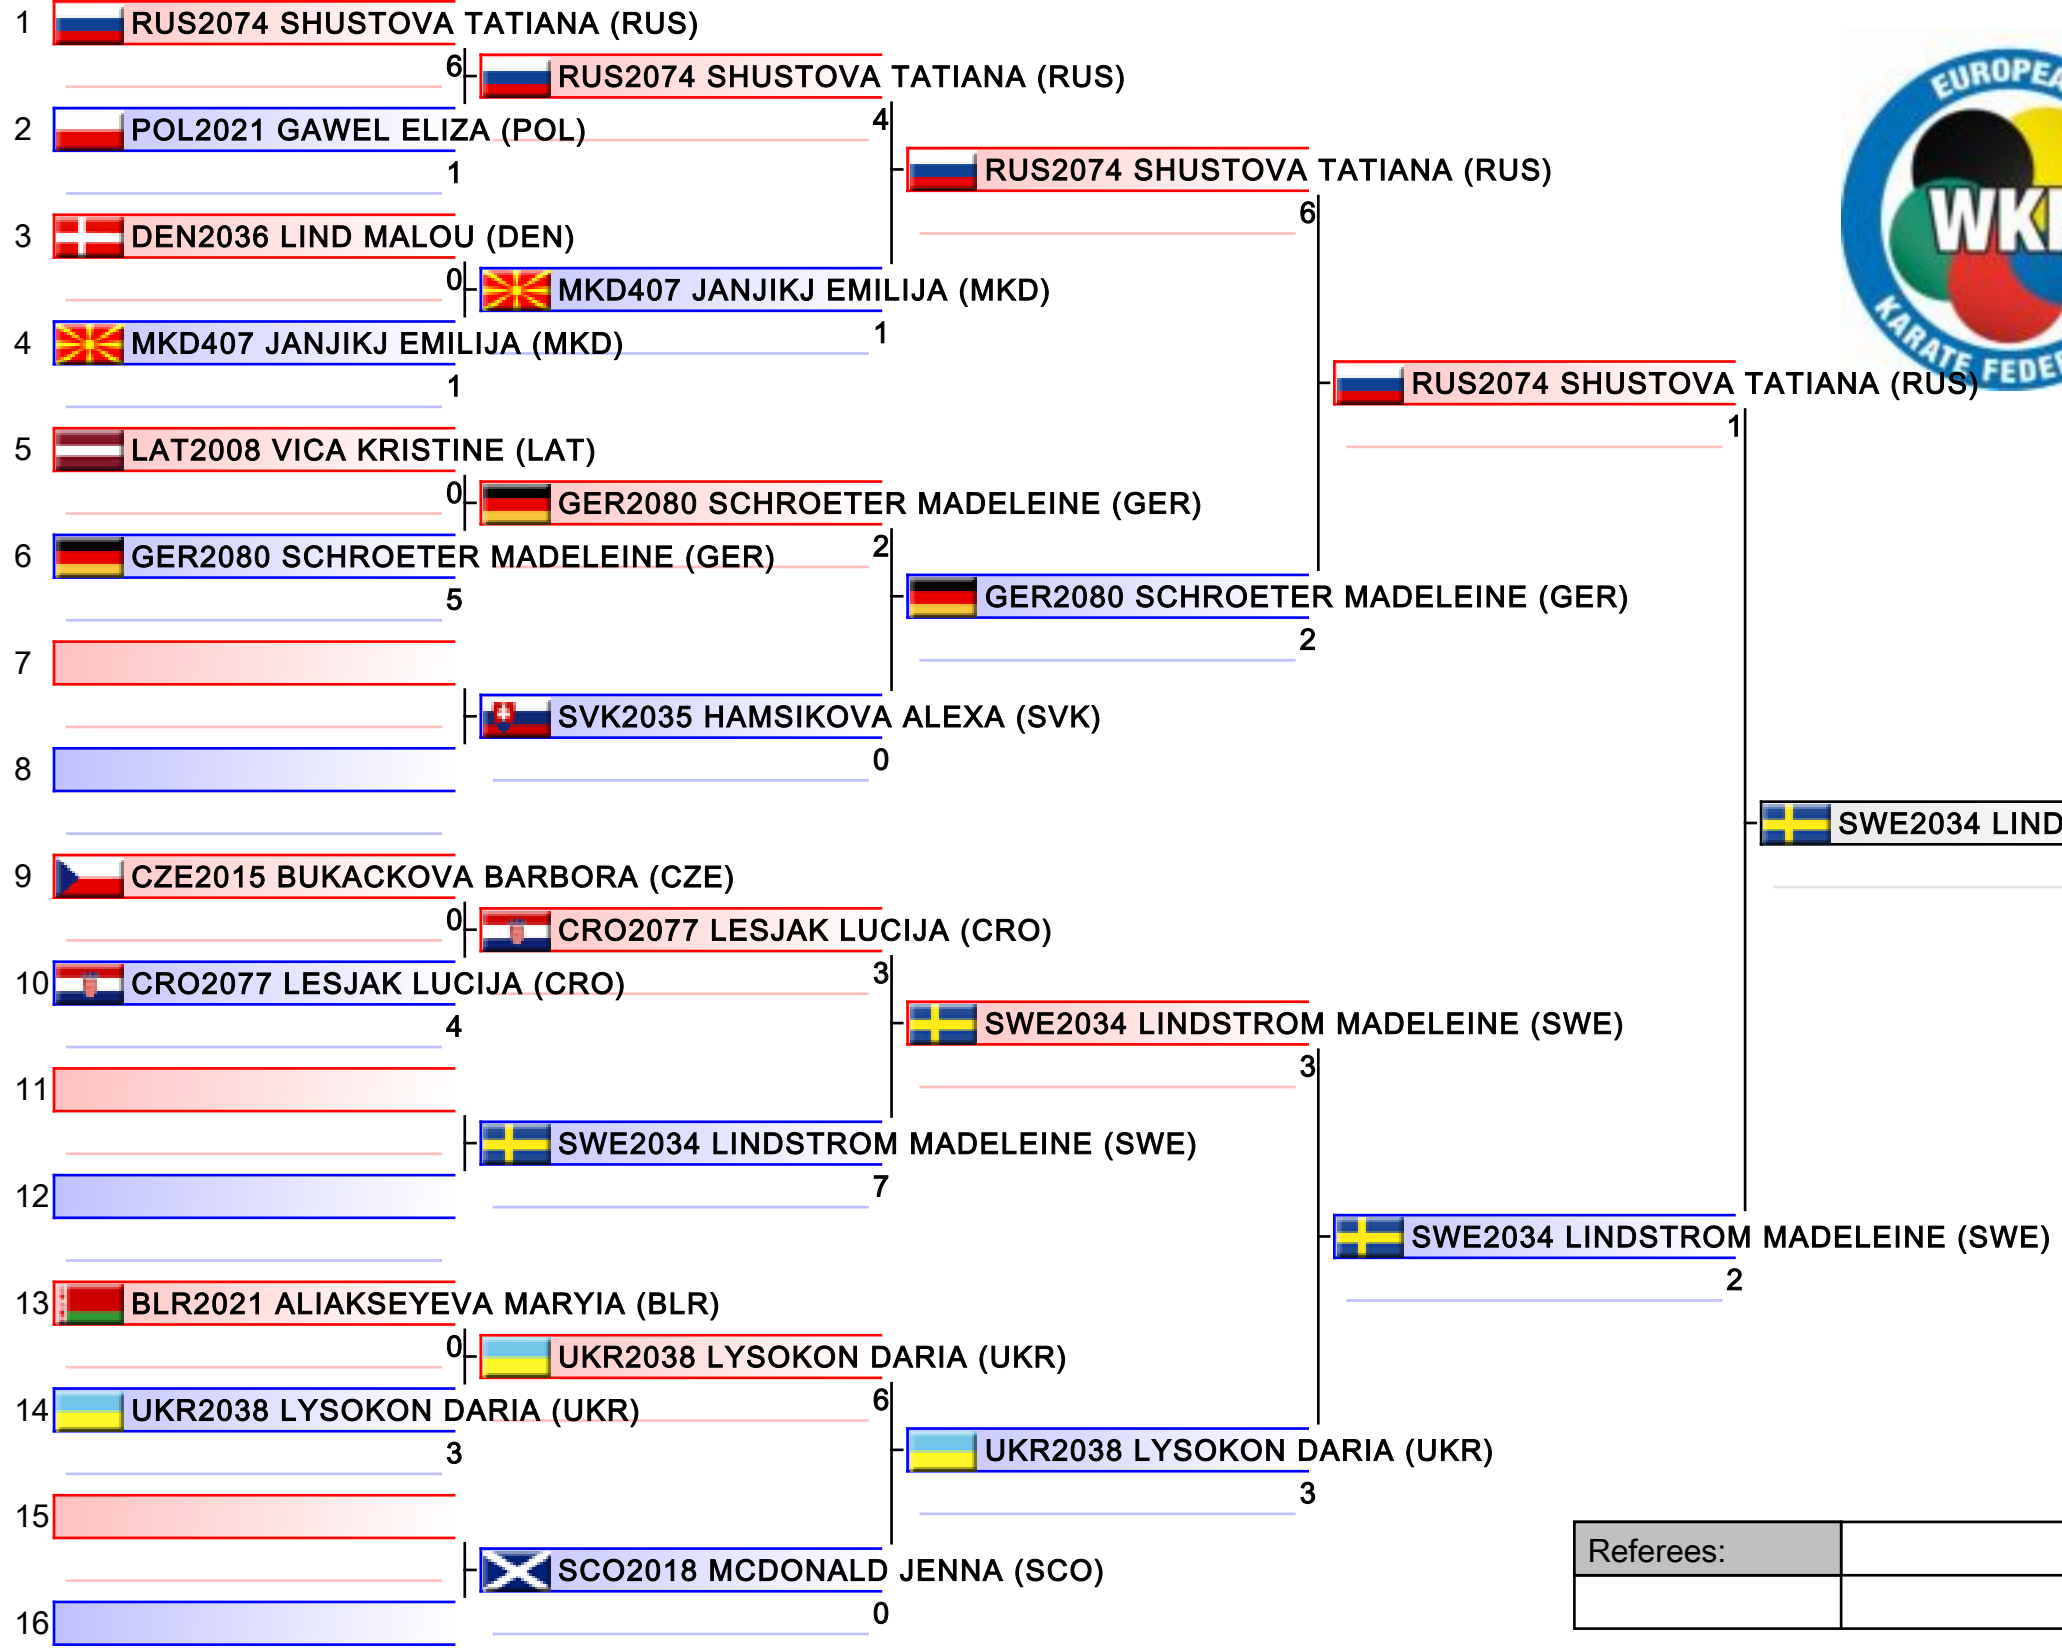 1
RUS2074 SHUSTOVA TATIANA (RUS)
6
RUS2074 SHUSTOVA TATIANA (RUS)
2
POL2021 GAWEL ELIZA (POL)
4
1
RUS2074 SHUSTOVA TATIANA (RUS)
3
DEN2036 LIND MALOU (DEN)
6
0
MKD407 JANJIKJ EMILIJA (MKD)
4
MKD407 JANJIKJ EMILIJA (MKD)
1
1
RUS2074 SHUSTOVA TATIANA (RUS)
1
5
LAT2008 VICA KRISTINE (LAT)
0
GER2080 SCHROETER MADELEINE (GER)
6
GER2080 SCHROETER MADELEINE (GER)
2
5
GER2080 SCHROETER MADELEINE (GER)
2
7
SVK2035 HAMSIKOVA ALEXA (SVK)
8
0
SWE2034 LIND
9
CZE2015 BUKACKOVA BARBORA (CZE)
0
CRO2077 LESJAK LUCIJA (CRO)
10
CRO2077 LESJAK LUCIJA (CRO)
3
4
SWE2034 LINDSTROM MADELEINE (SWE)
3
11
SWE2034 LINDSTROM MADELEINE (SWE)
12
7
SWE2034 LINDSTROM MADELEINE (SWE)
2
13
BLR2021 ALIAKSEYEVA MARYIA (BLR)
0
UKR2038 LYSOKON DARIA (UKR)
14
UKR2038 LYSOKON DARIA (UKR)
6
3
UKR2038 LYSOKON DARIA (UKR)
3
15
SCO2018 MCDONALD JENNA (SCO)
16
0
Referees:
EUROPEA
WK
KARATE FEDE